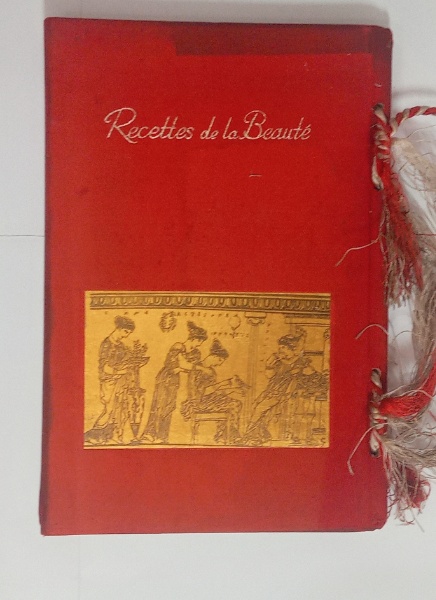 Recettes de la Beauté